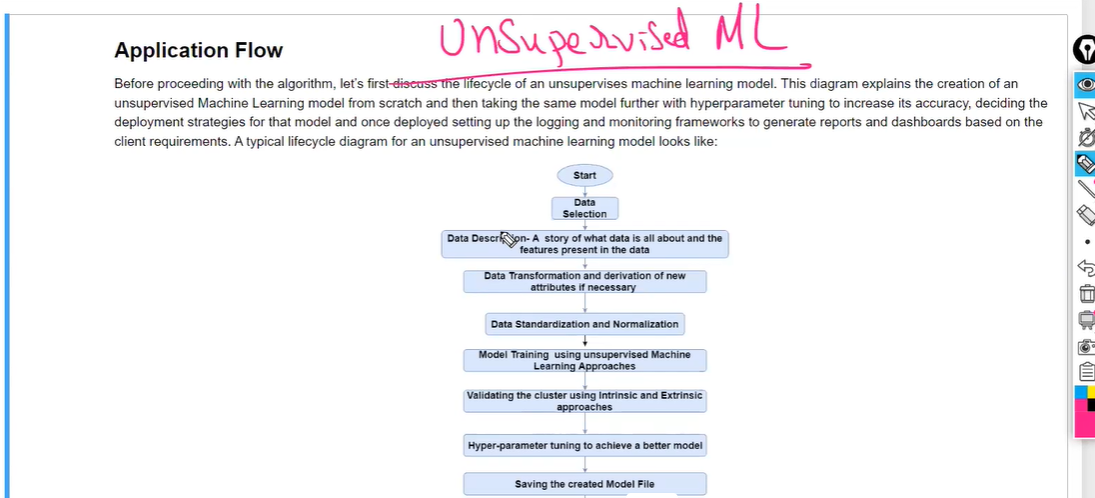 UnSupervised ML
Application Flow
Before proceeding with the algorithm, let's first discuss the lifecycle of an unsupervises machine learning model. This diagram explains the creation of an
unsupervised Machine Learning model from scratch and then taking the same model further with hyperparameter tuning to increase its accuracy, deciding the
deployment strategies for that model and once deployed setting up the logging and monitoring frameworks to generate reports and dashboards based on the
client requirements. A typical lifecycle diagram for an unsupervised machine learning model looks like:
Start
Data
Selection
Data Description- A story of what data is all about and the
features present in the data
Data Transformation and derivation of new
attributes if necessary
Data Standardization and Normalization
Model Training using unsupervised Machine
Learning Approaches
Validating the cluster using Intrinsic and Extrinsic
approaches
Hyper-parameter tuning to achieve a better model
Saving the created Model File